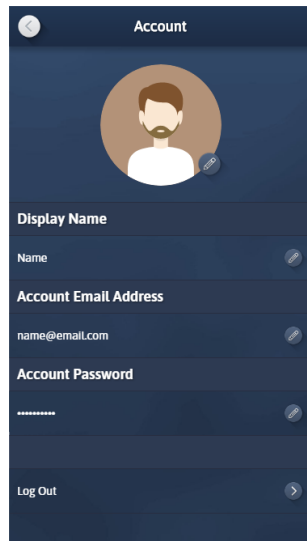 Account
Display Name
Name
Account Email Address
name@email.com
Account Password
••••••••••
Log Out